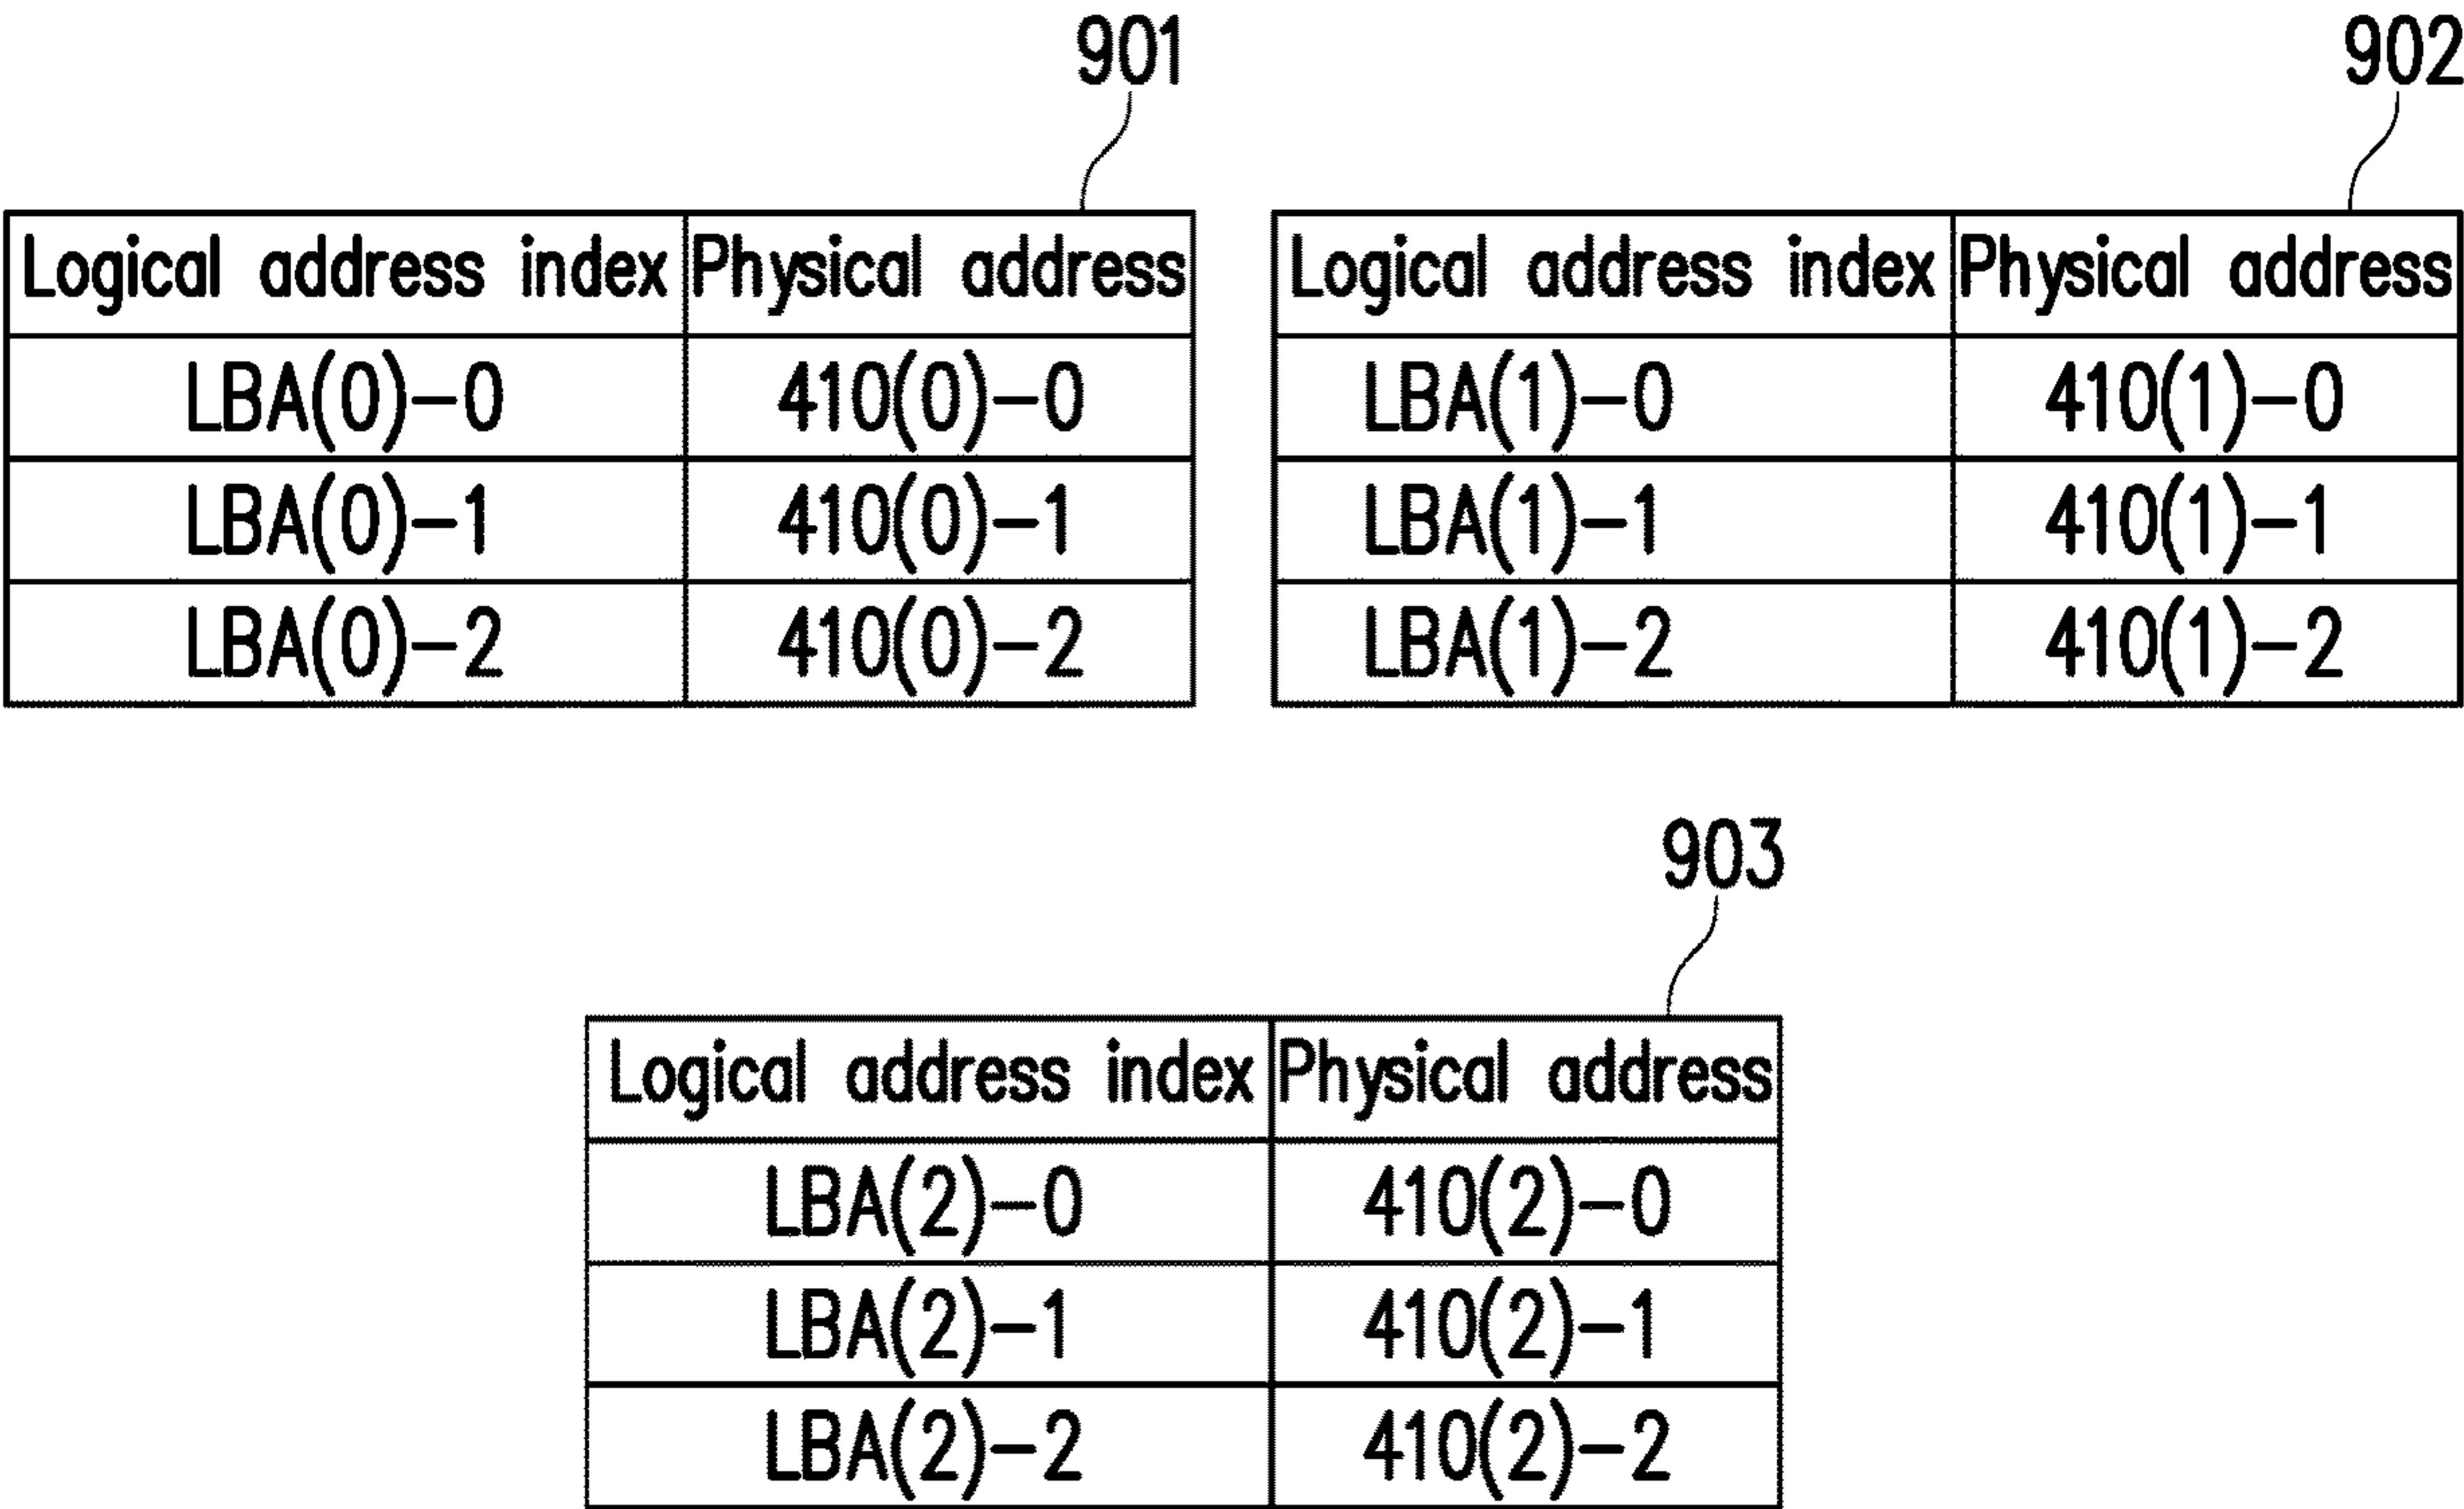 901
902
Logical address index Physical address
LBA(0)-0 410(0)-0
LBA(0)-1 410(0)-1
LBA(0)-2 410(0)-2
Logical address index Physical address
LBA(1)-0 410(1)-0
LBA(1)-1 410(1)-1
LBA(1)-2 410(1)-2
903
Logical address index Physical address
LBA(2)-0 410(2)-0
LBA(2)-1 410(2)-1
LBA(2)-2 410(2)-2